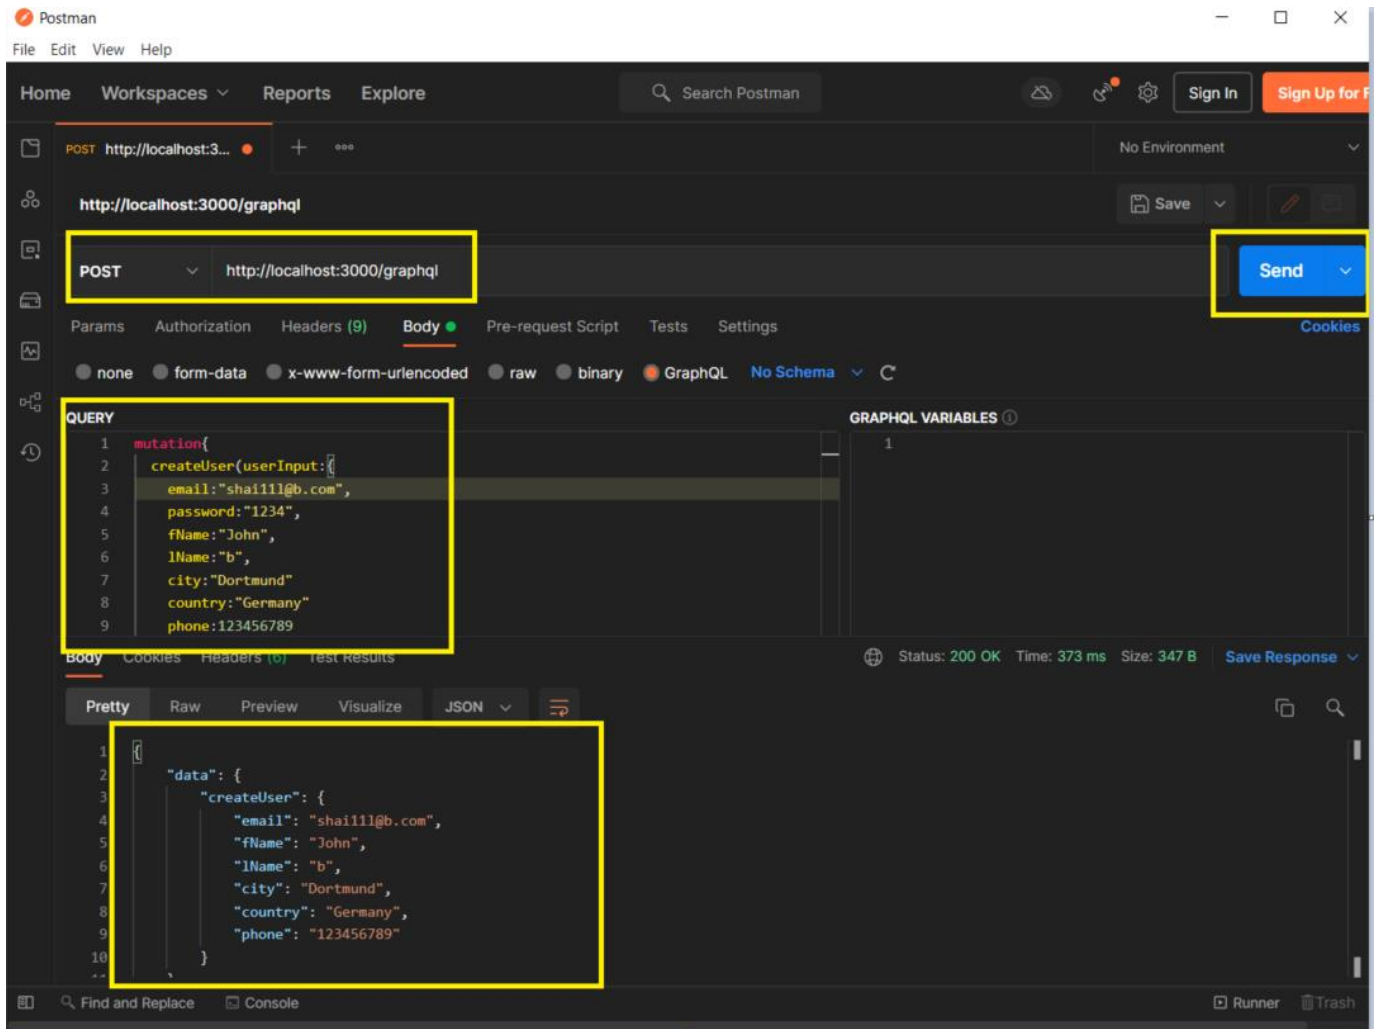 Postman
File Edit View Help
Home Workspaces Reports Explore Search Postman Sign In Sign Up for F
POST http://localhost:3... No Environment
http://localhost:3000/graphql Save
POST http://localhost:3000/graphql Send
Params Authorization Headers (9) Body Pre-request Script Tests Settings Cookies
none form-data x-www-form-urlencoded raw binary GraphQL No Schema
QUERY GRAPHQL VARIABLES
1 mutation{ 1
2 createUser(userInput:{
3 email:"shai111@b.com",
4 password:"1234",
5 fName:"John",
6 lName:"b",
7 city:"Dortmund"
8 country:"Germany"
9 phone:123456789
Body Cookies Headers (6) Test Results Status: 200 OK Time: 373 ms Size: 347 B Save Response
Pretty Raw Preview Visualize JSON
1 {
2 "data": {
3 "createUser": {
4 "email": "shai111@b.com",
5 "fName": "John",
6 "lName": "b",
7 "city": "Dortmund",
8 "country": "Germany",
9 "phone": "123456789"
10 }
Find and Replace Console Runner Trash